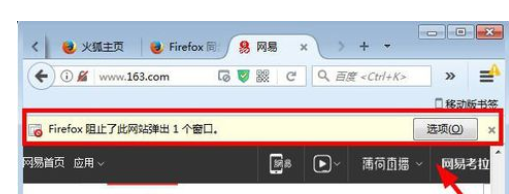 火狐主页 Firefox 同 网易
www.163.com 百度 <Ctrl+K>
移动版书签
Firefox 阻止了此网站弹出 1 个窗口。 选项(O)
网易首页 应用 薄荷直播 网易考拉